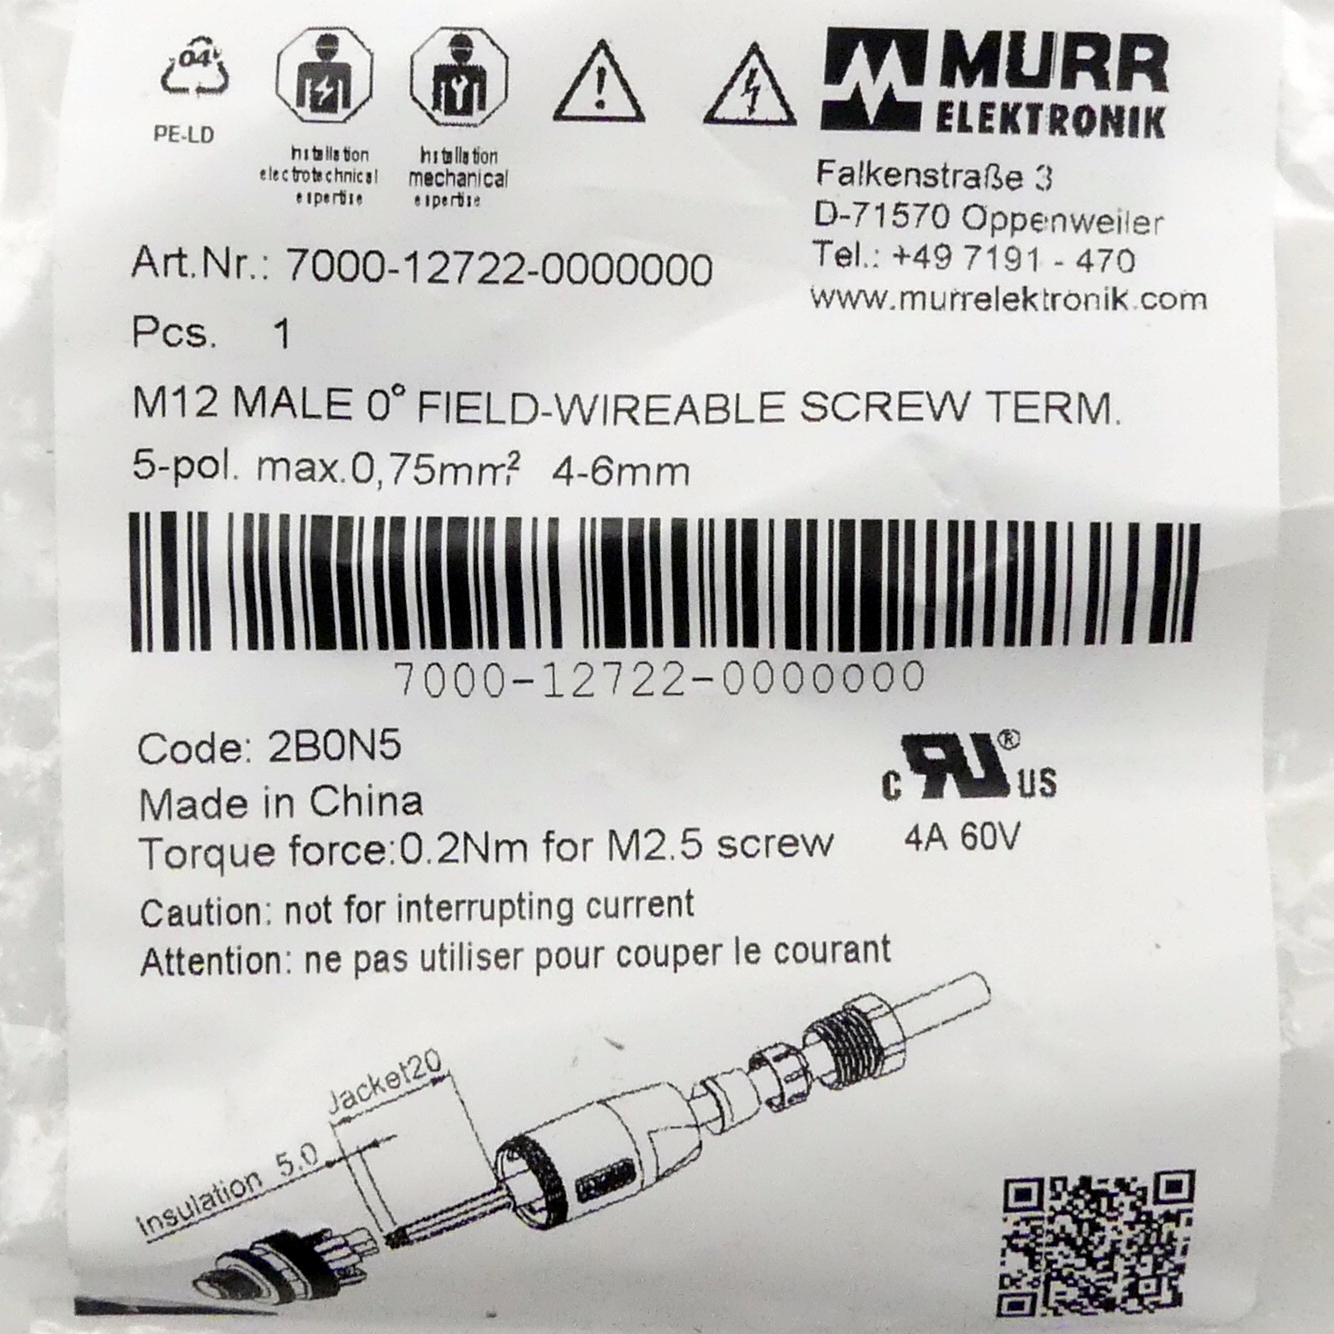 04
PE-LD
Installation
electrotechnical
expertise
Installation
mechanical
expertise
MURR
ELEKTRONIK
Falkenstraße 3
D-71570 Oppenweiler
Tel.: +49 7191 - 470
www.murrelektronik.com
Art.Nr.: 7000-12722-0000000
Pcs. 1
M12 MALE 0° FIELD-WIREABLE SCREW TERM.
5-pol. max.0,75mm² 4-6mm
7000-12722-0000000
Code: 2B0N5
Made in China
Torque force:0.2Nm for M2.5 screw
c RU® US
4A 60V
Caution: not for interrupting current
Attention: ne pas utiliser pour couper le courant
Jacket20
Insulation 5.0